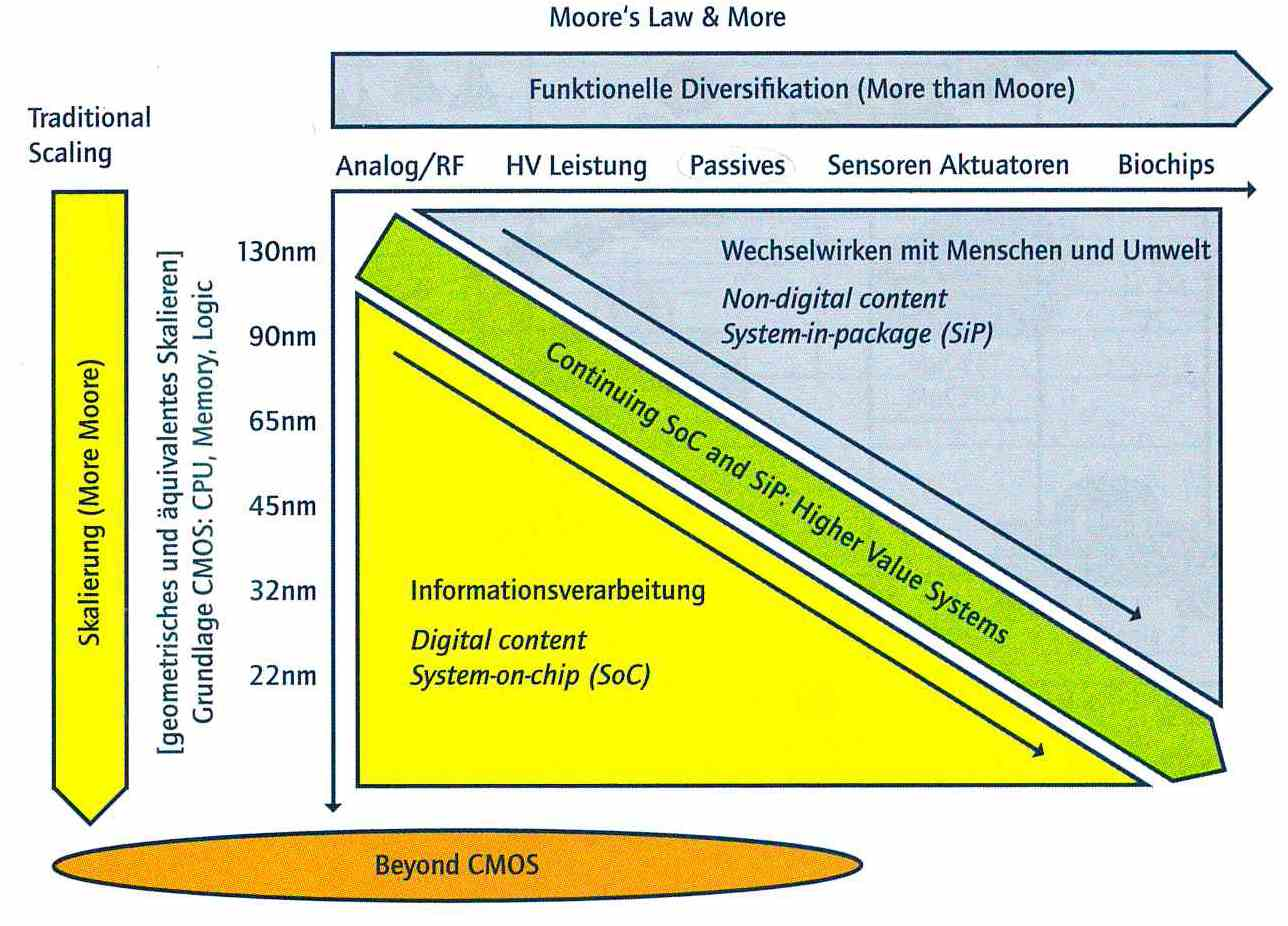 Moore's Law & More
Funktionelle Diversifikation (More than Moore)
Traditional
Scaling
Analog/RF HV Leistung Passives Sensoren Aktuatoren Biochips
Skalierung (More Moore)
[geometrisches und äquivalentes Skalieren]
Grundlage CMOS: CPU, Memory, Logic
130nm
90nm
65nm
45nm
32nm
22nm
Wechselwirken mit Menschen und Umwelt
Non-digital content
System-in-package (SiP)
Continuing SoC and SiP: Higher Value Systems
Informationsverarbeitung
Digital content
System-on-chip (SoC)
Beyond CMOS